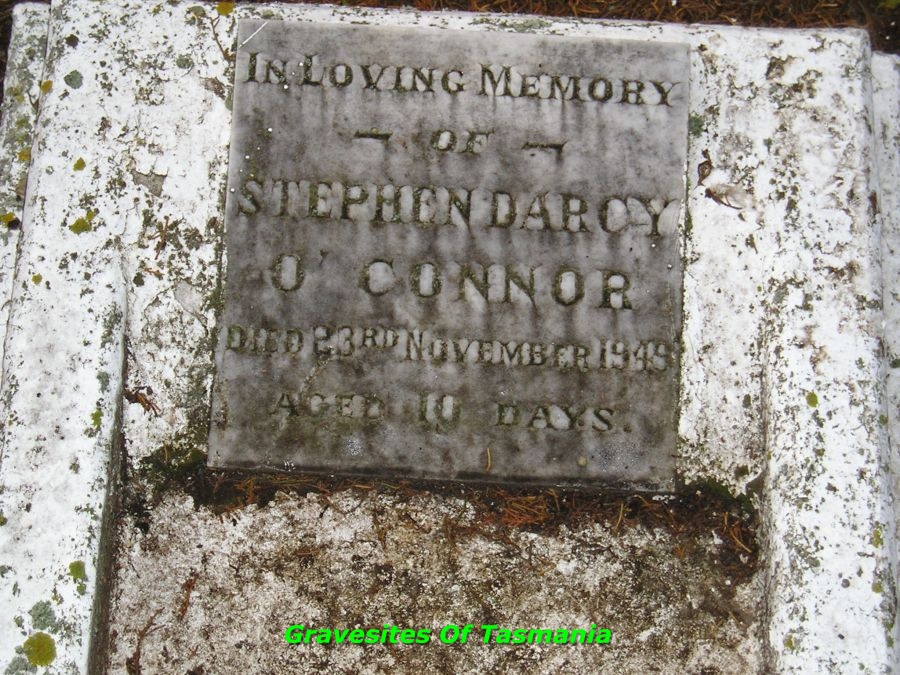 In Loving Memory
- OF -
STEPHEN DARCY
O' CONNOR
DIED 23RD NOVEMBER 1949
AGED 10 DAYS.
Gravesites Of Tasmania